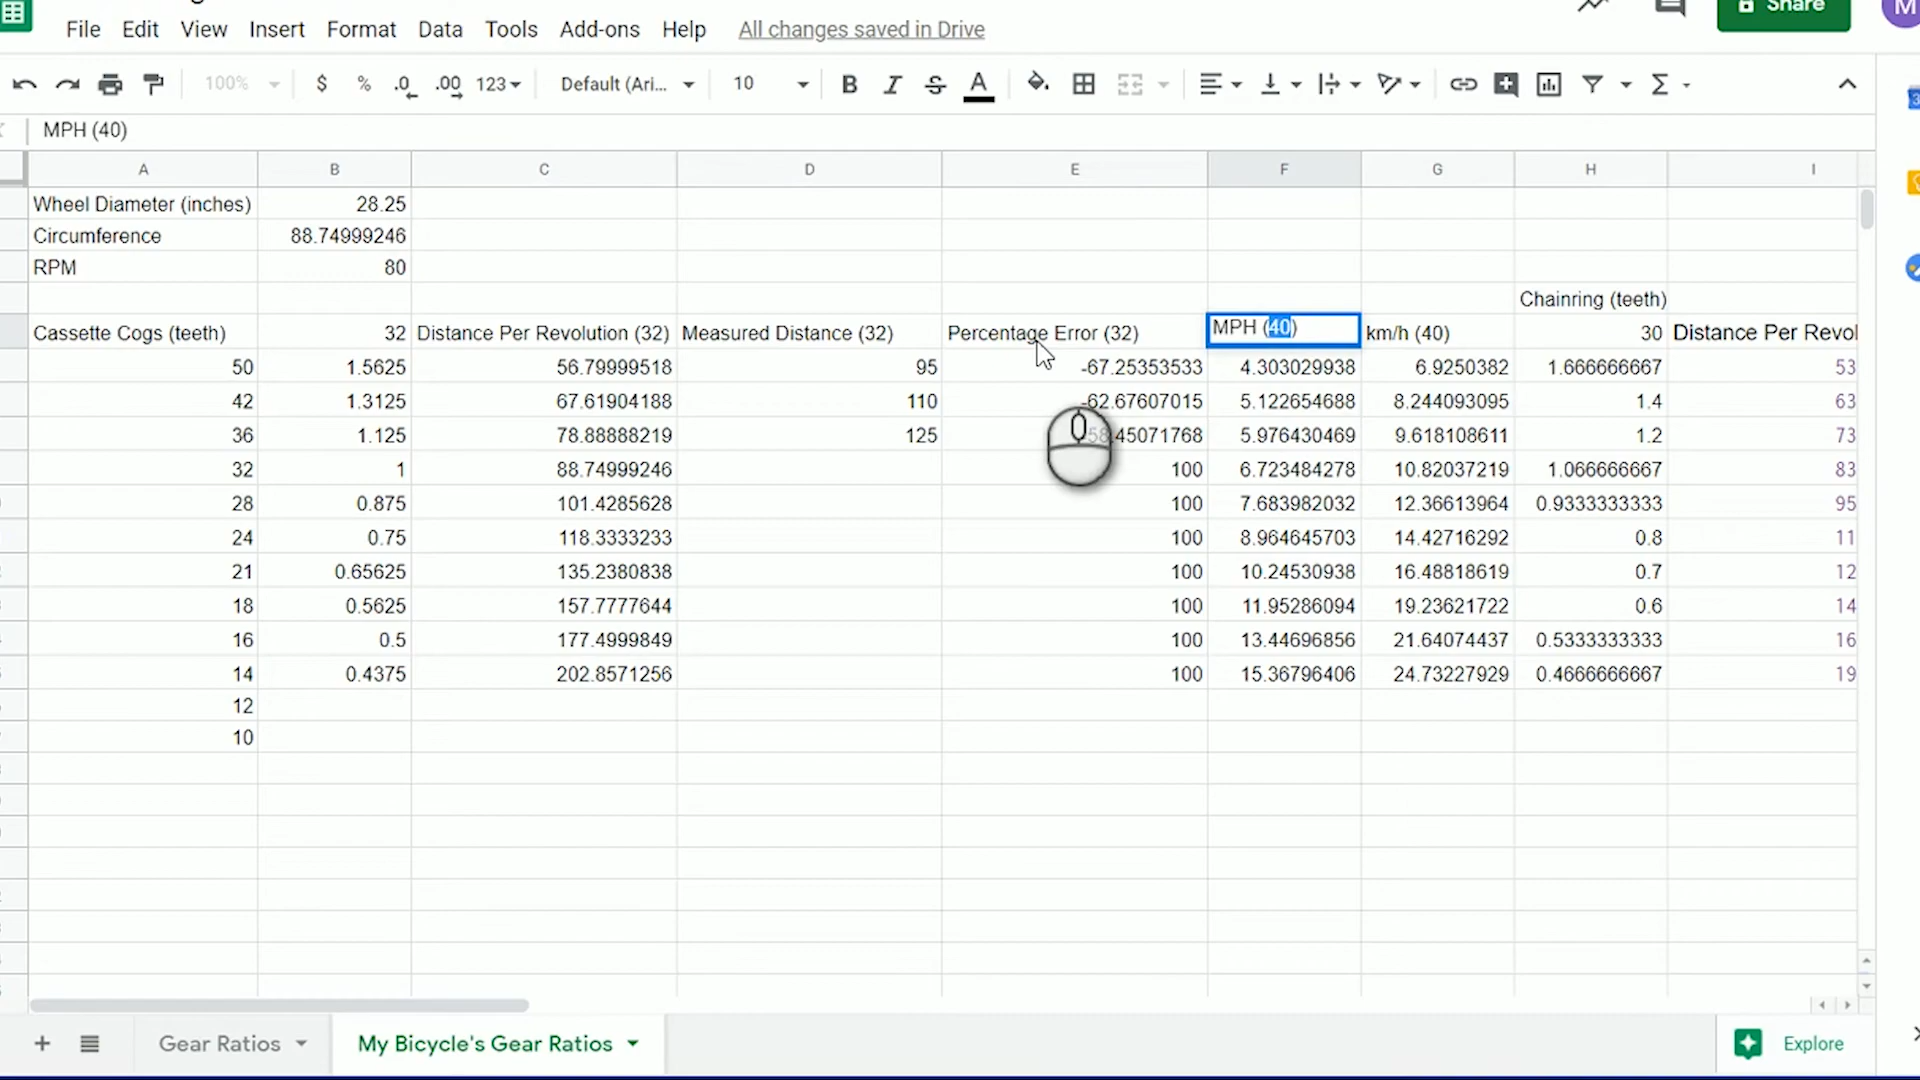 Share
M
File Edit View Insert Format Data Tools Add-ons Help All changes saved in Drive
100% $ % .0 .00 123 Default (Ari... 10 B I S A
MPH (40)
A B C D E F G H I
Wheel Diameter (inches) 28.25
Circumference 88.74999246
RPM 80
Chainring (teeth)
Cassette Cogs (teeth) 32 Distance Per Revolution (32) Measured Distance (32) Percentage Error (32) MPH (40) km/h (40) 30 Distance Per Revol
50 1.5625 56.79999518 95 -67.25353533 4.303029938 6.9250382 1.666666667 53
42 1.3125 67.61904188 110 -62.67607015 5.122654688 8.244093095 1.4 63
36 1.125 78.88888219 125 58.45071768 5.976430469 9.618108611 1.2 73
32 1 88.74999246 100 6.723484278 10.82037219 1.066666667 83
28 0.875 101.4285628 100 7.683982032 12.36613964 0.9333333333 95
24 0.75 118.3333233 100 8.964645703 14.42716292 0.8 11
21 0.65625 135.2380838 100 10.24530938 16.48818619 0.7 12
18 0.5625 157.7777644 100 11.95286094 19.23621722 0.6 14
16 0.5 177.4999849 100 13.44696856 21.64074437 0.5333333333 16
14 0.4375 202.8571256 100 15.36796406 24.73227929 0.4666666667 19
12
10
Gear Ratios My Bicycle's Gear Ratios Explore